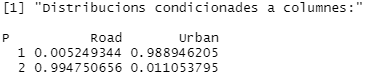 [1] "Distribucions condicionades a columnes:"
P Road Urban
1 0.005249344 0.988946205
2 0.994750656 0.011053795